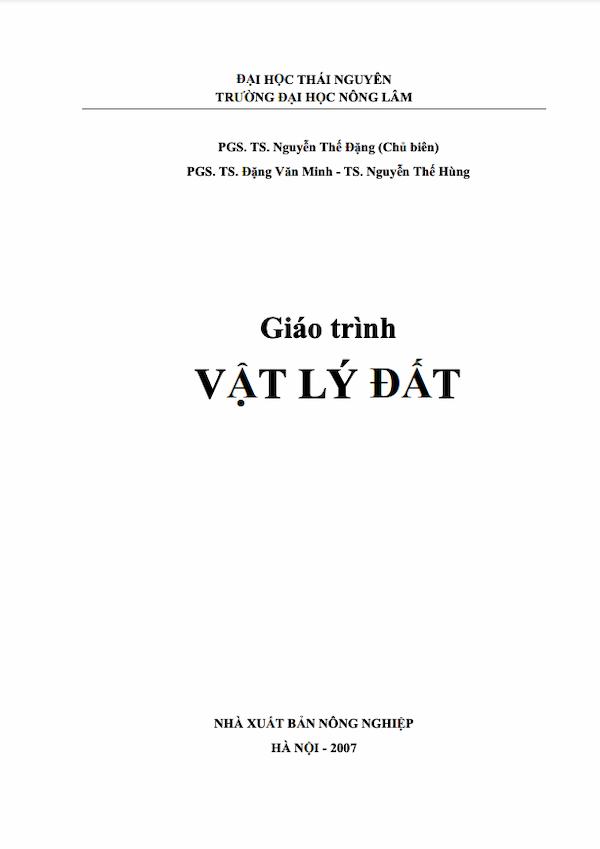 ĐẠI HỌC THÁI NGUYÊN
TRƯỜNG ĐẠI HỌC NÔNG LÂM
PGS. TS. Nguyễn Thế Đặng (Chủ biên)
PGS. TS. Đặng Văn Minh - TS. Nguyễn Thế Hùng
Giáo trình
VẬT LÝ ĐẤT
NHÀ XUẤT BẢN NÔNG NGHIỆP
HÀ NỘI - 2007